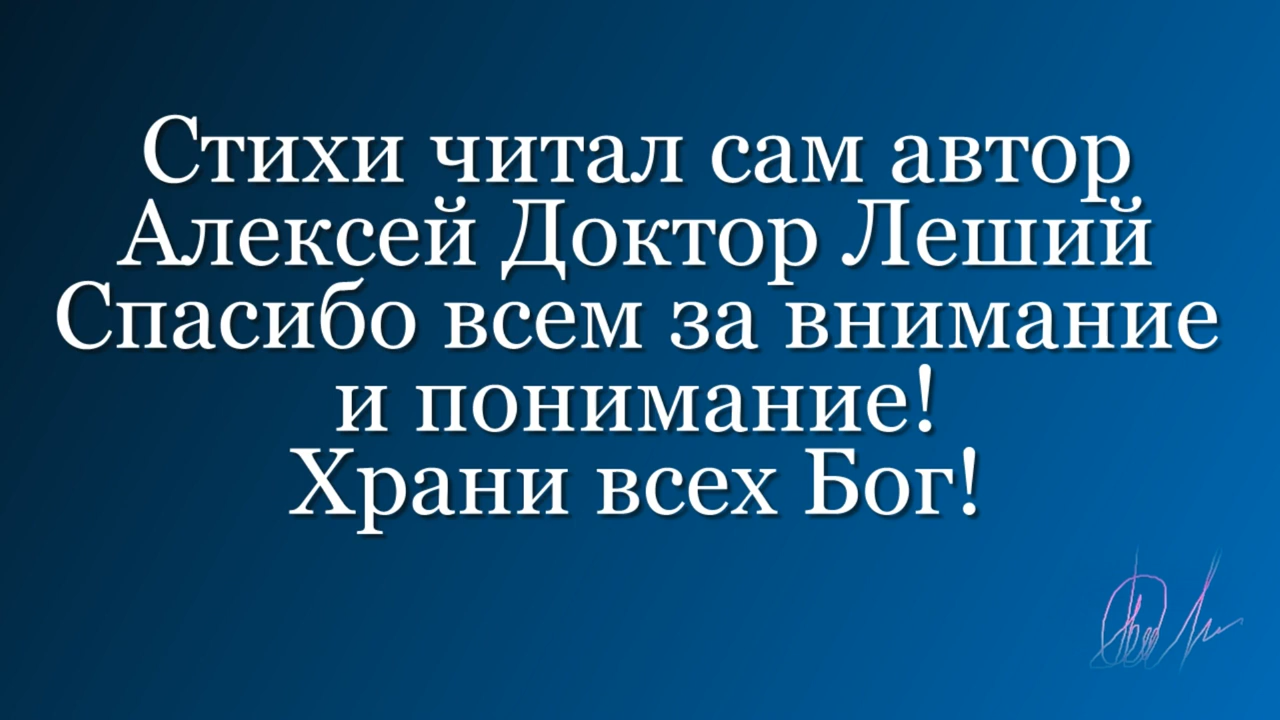 Стихи читал сам автор
Алексей Доктор Леший
Спасибо всем за внимание
и понимание!
Храни всех Бог!